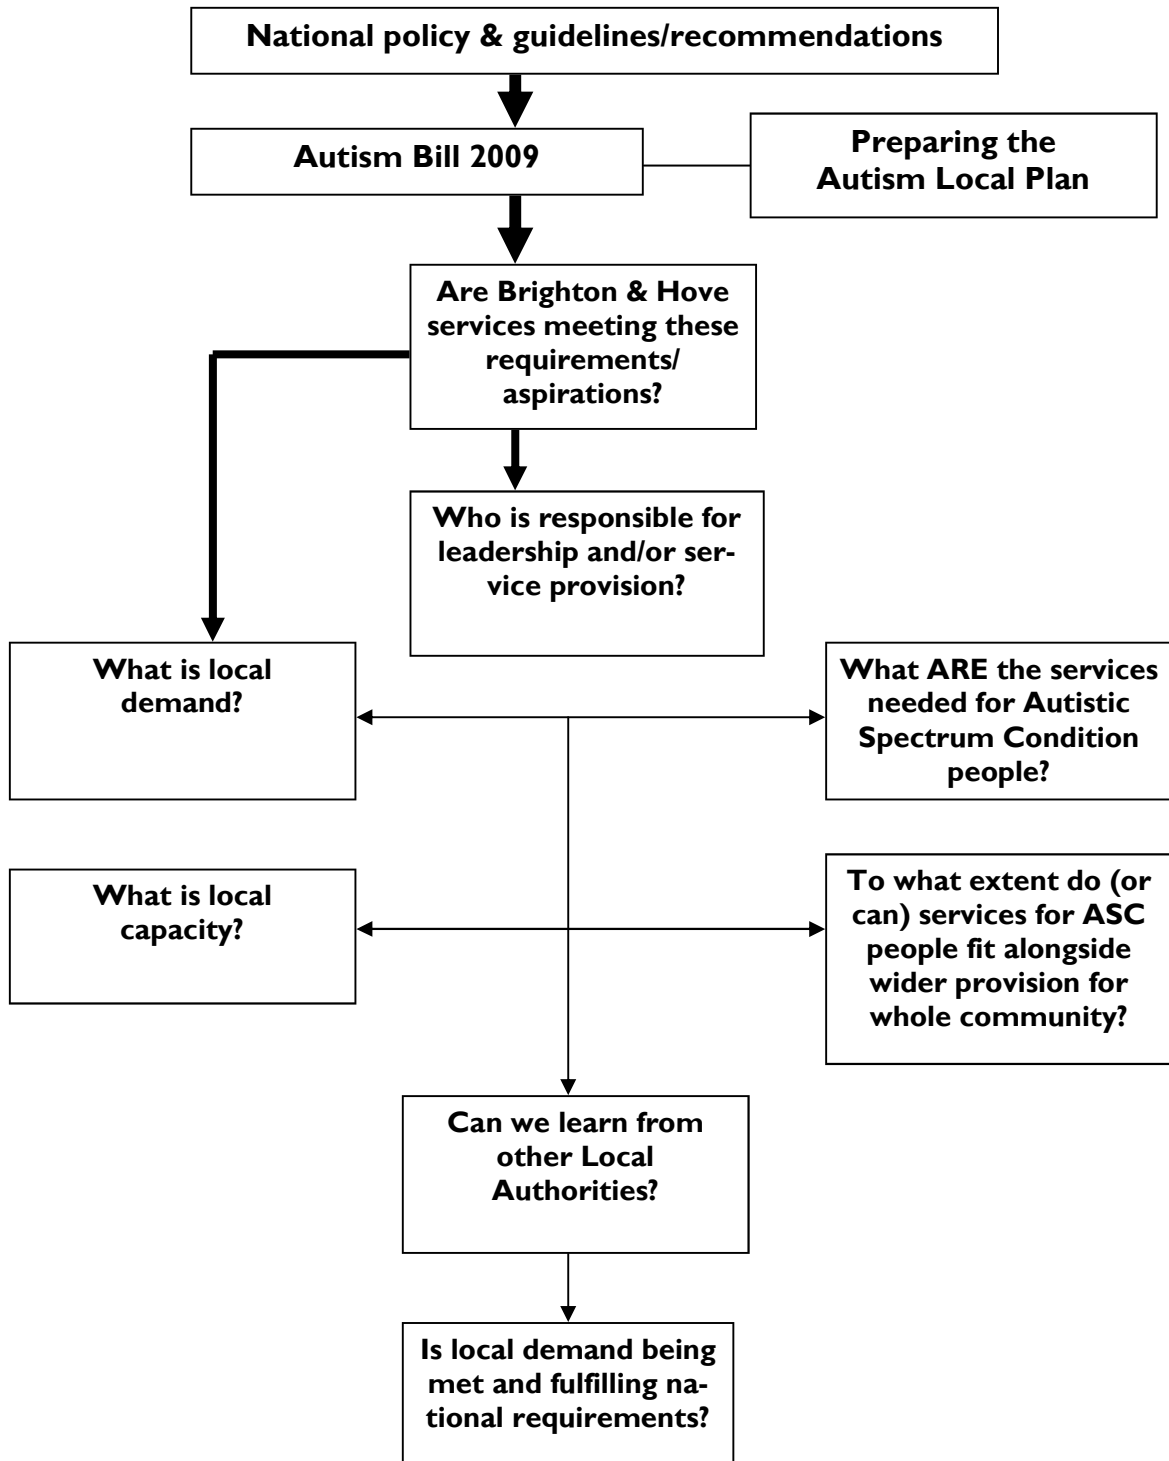 National policy & guidelines/recommendations
Autism Bill 2009
Preparing the
Autism Local Plan
Are Brighton & Hove
services meeting these
requirements/
aspirations?
Who is responsible for
leadership and/or ser-
vice provision?
What is local
demand?
What ARE the services
needed for Autistic
Spectrum Condition
people?
What is local
capacity?
To what extent do (or
can) services for ASC
people fit alongside
wider provision for
whole community?
Can we learn from
other Local
Authorities?
Is local demand being
met and fulfilling na-
tional requirements?